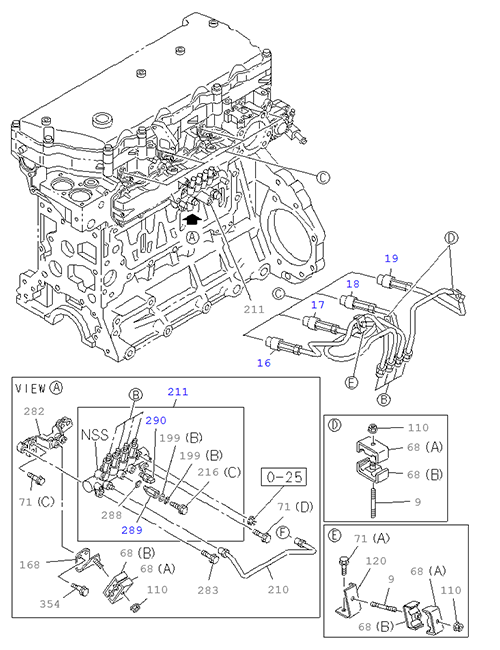 C
A
19
D
C
18
17
211
16
E
B
VIEW A
282
B
211
290
NSS
199 (B)
199 (B)
216 (C)
O-25
71 (C)
288
289
71 (D)
F
168
68 (B)
68 (A)
110
354
283
210
D
110
68 (A)
68 (B)
9
E
71 (A)
120
9
68 (A)
110
68 (B)